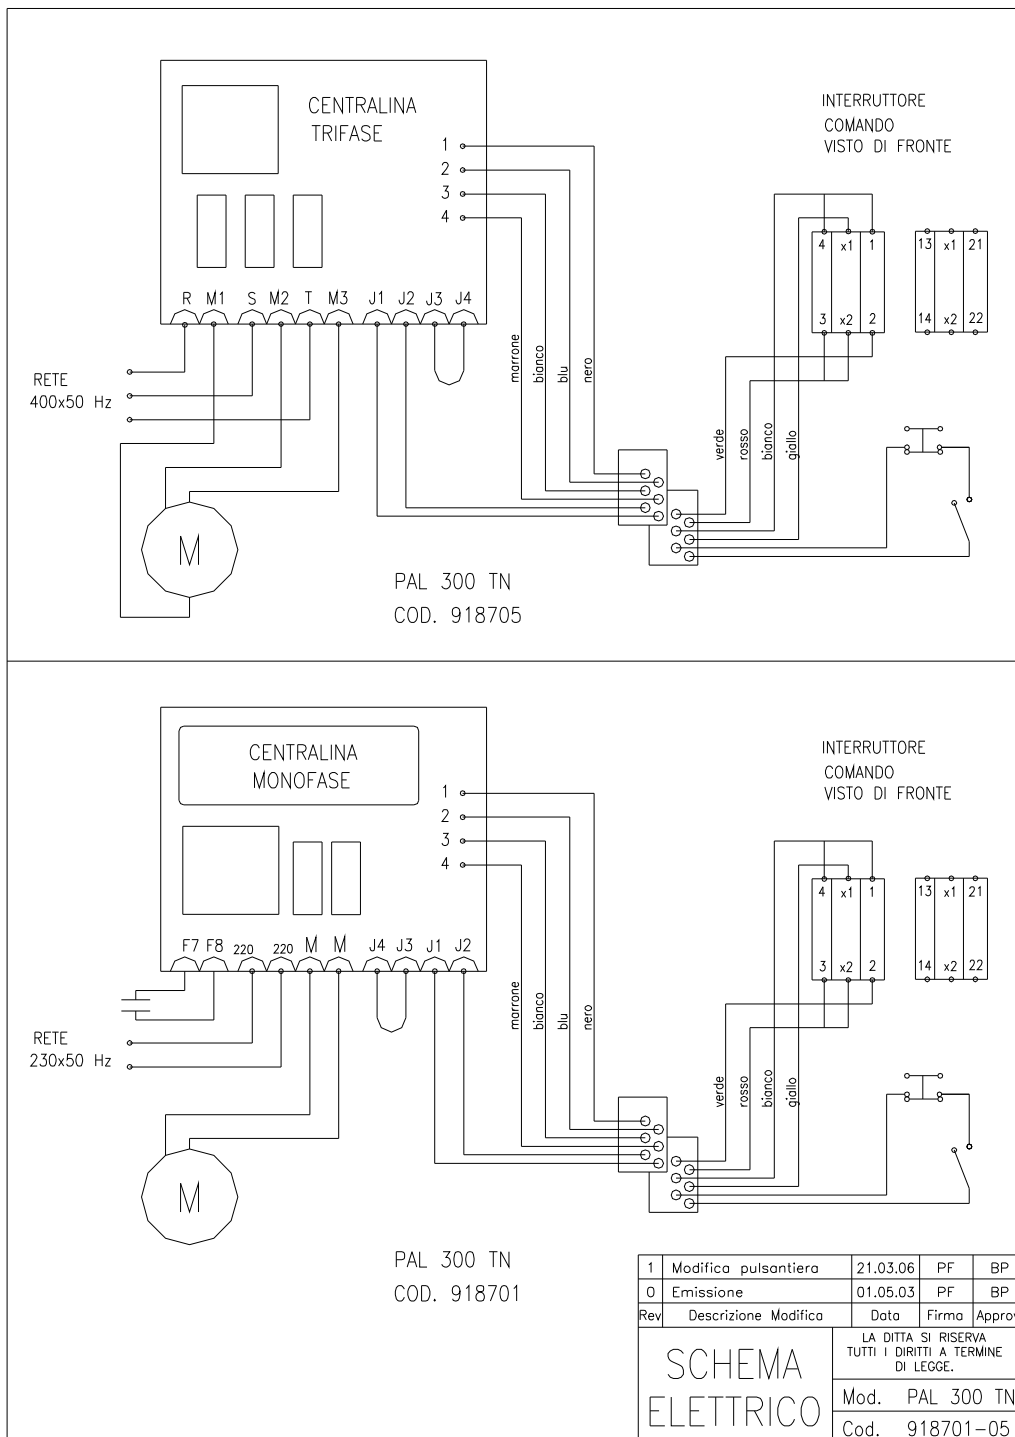 CENTRALINA
TRIFASE
1
2
3
4
R M1 S M2 T M3 J1 J2 J3 J4
RETE
400x50 Hz
M
marrone
bianco
blu
nero
verde
rosso
bianco
giallo
INTERRUTTORE
COMANDO
VISTO DI FRONTE
4 x1 1 13 x1 21
3 x2 2 14 x2 22
PAL 300 TN
COD. 918705
CENTRALINA
MONOFASE
1
2
3
4
F7 F8 220 220 M M J4 J3 J1 J2
RETE
230x50 Hz
M
marrone
bianco
blu
nero
verde
rosso
bianco
giallo
INTERRUTTORE
COMANDO
VISTO DI FRONTE
4 x1 1 13 x1 21
3 x2 2 14 x2 22
PAL 300 TN
COD. 918701
1 Modifica pulsantiera 21.03.06 PF BP
0 Emissione 01.05.03 PF BP
Rev Descrizione Modifica Data Firma Approv
SCHEMA
ELETTRICO
LA DITTA SI RISERVA
TUTTI I DIRITTI A TERMINE
DI LEGGE.
Mod. PAL 300 TN
Cod. 918701-05